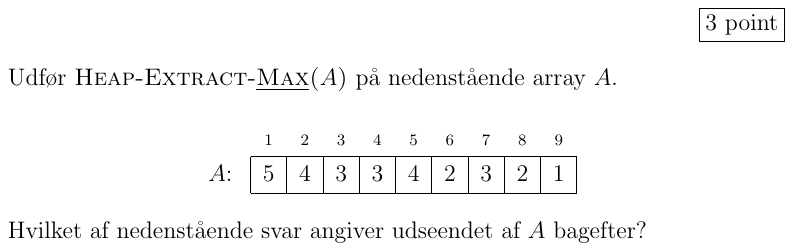 3 point
Udfør HEAP-EXTRACT-MAX(A) på nedenstående array A.
1 2 3 4 5 6 7 8 9
A: 5 4 3 3 4 2 3 2 1
Hvilket af nedenstående svar angiver udseendet af A bagefter?